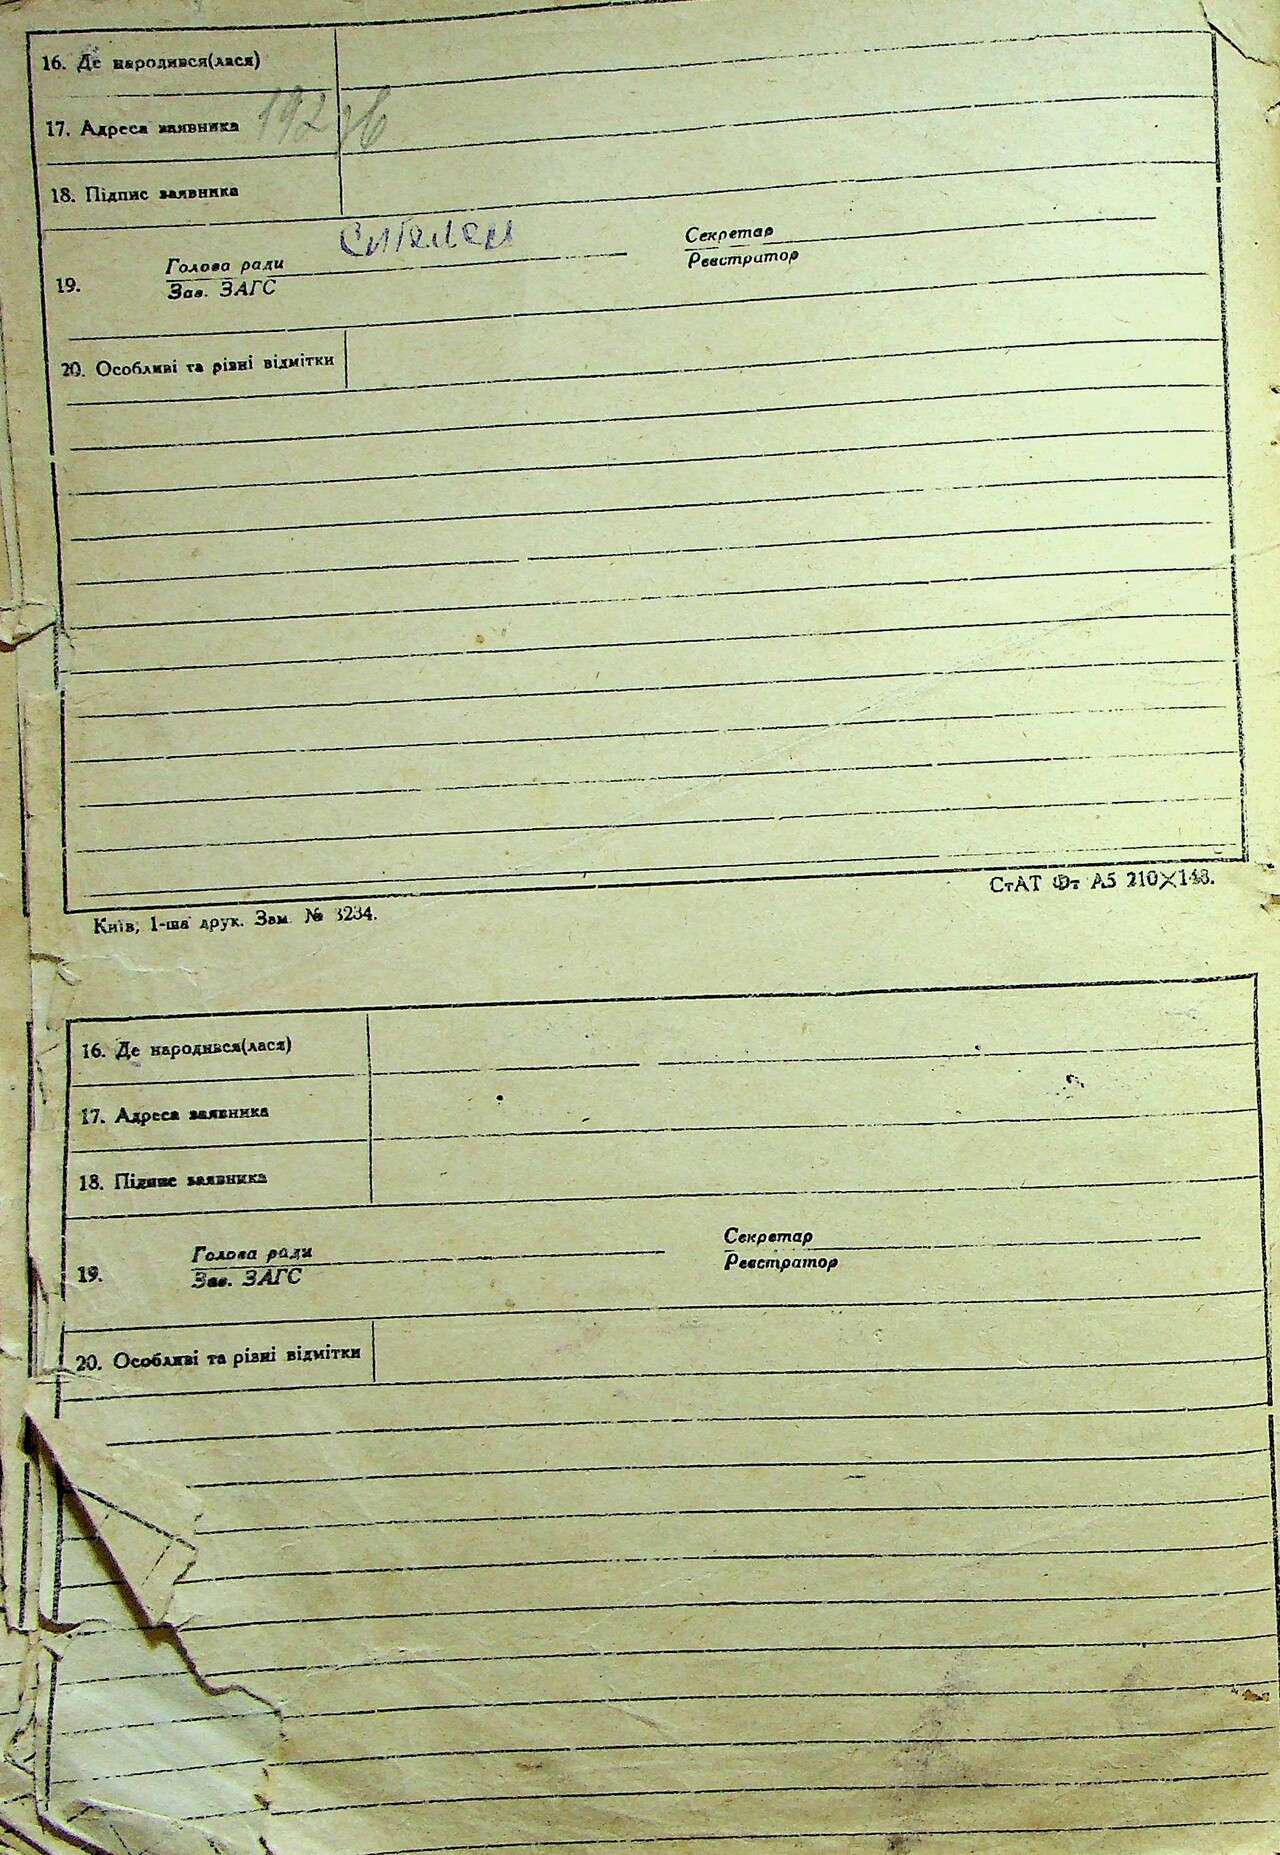 16. Де народився(лася)
17. Адреса заявника
18. Підпис заявника
19. Голова ради Секретар
Зав. ЗАГС Реєстратор
20. Особливі та різні відмітки
СтАТ Фт А5 210×148.
Київ, 1-ша друк. Зам. № 3234.
16. Де народився(лася)
17. Адреса заявника
18. Підпис заявника
19. Голова ради Секретар
Зав. ЗАГС Реєстратор
20. Особливі та різні відмітки